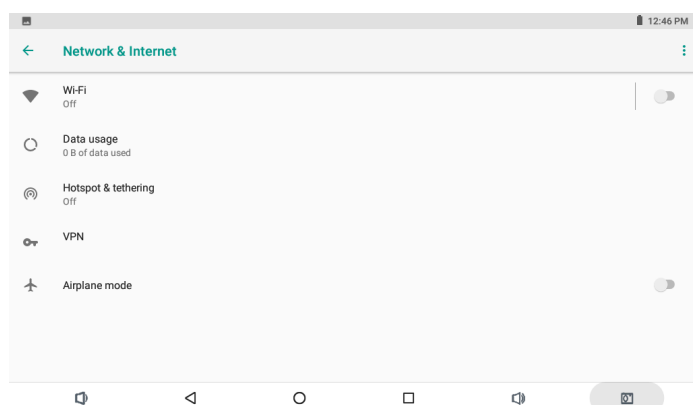 12:46 PM
Network & Internet
Wi-Fi
Off
Data usage
0 B of data used
Hotspot & tethering
Off
VPN
Airplane mode